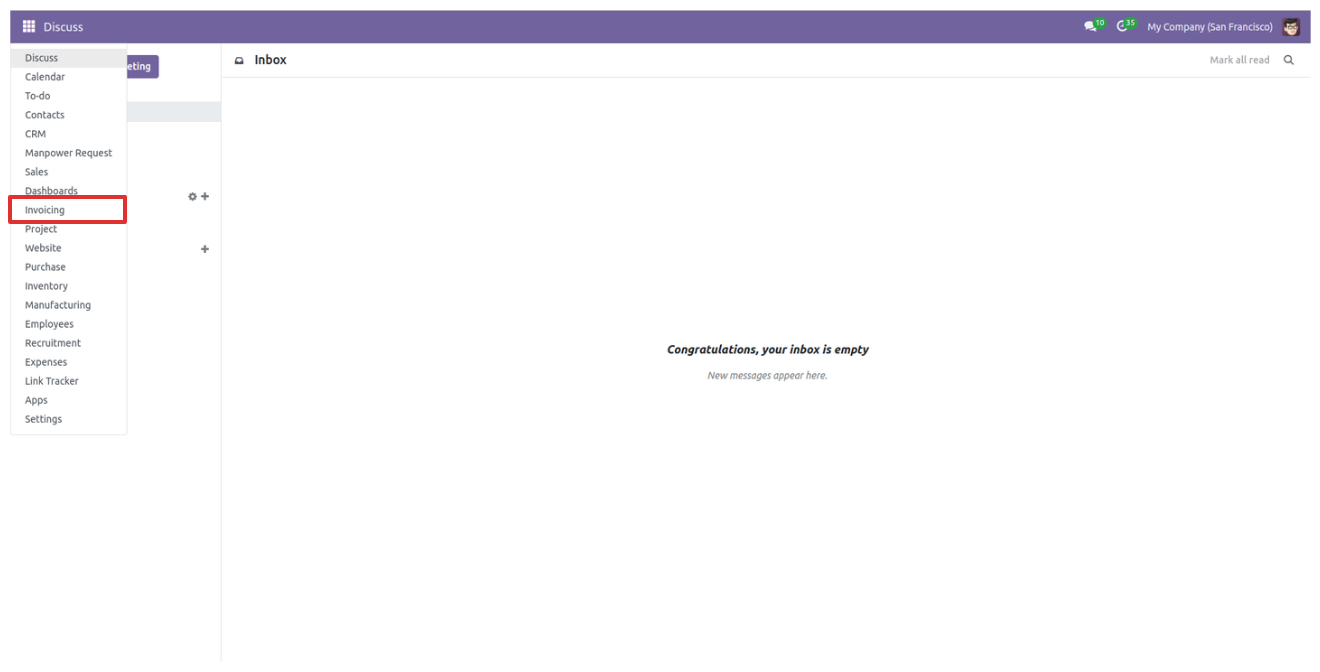 Discuss
10
35
My Company (San Francisco)
Discuss
Calendar
To-do
Contacts
CRM
Manpower Request
Sales
Dashboards
Invoicing
Project
Website
Purchase
Inventory
Manufacturing
Employees
Recruitment
Expenses
Link Tracker
Apps
Settings
eting
Inbox
Mark all read
Congratulations, your inbox is empty
New messages appear here.